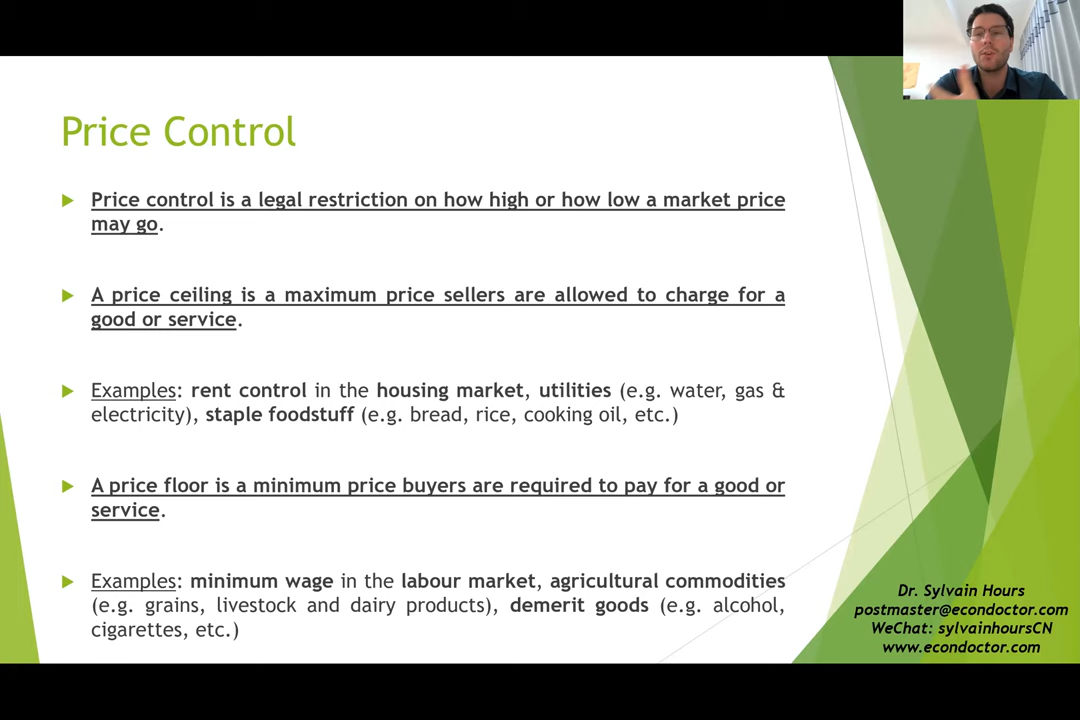 Price Control
Price control is a legal restriction on how high or how low a market price
may go.
A price ceiling is a maximum price sellers are allowed to charge for a
good or service.
Examples: rent control in the housing market, utilities (e.g. water, gas &
electricity), staple foodstuff (e.g. bread, rice, cooking oil, etc.)
A price floor is a minimum price buyers are required to pay for a good or
service.
Examples: minimum wage in the labour market, agricultural commodities
(e.g. grains, livestock and dairy products), demerit goods (e.g. alcohol,
cigarettes, etc.)
Dr. Sylvain Hours
postmaster@econdoctor.com
WeChat: sylvainhoursCN
www.econdoctor.com